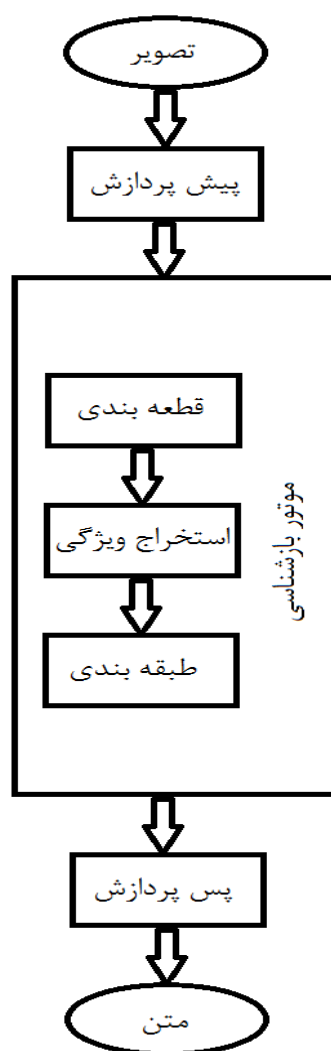 تصویر
پیش پردازش
قطعه بندی
استخراج ویژگی
طبقه بندی
موتور بازشناسی
پس پردازش
متن